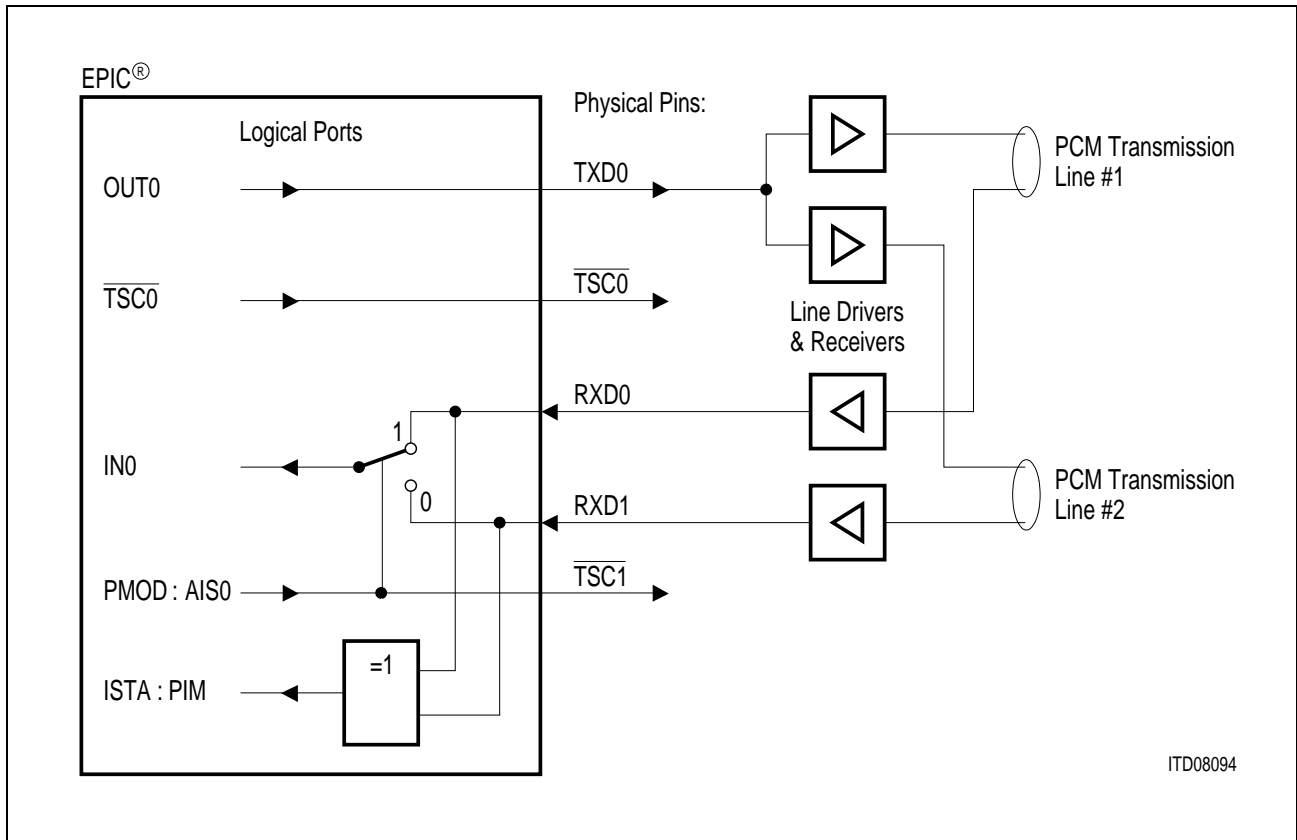 EPIC®
Logical Ports
Physical Pins:
OUT0
TXD0
PCM Transmission
Line #1
TSC0
TSC0
Line Drivers
& Receivers
RXD0
1
IN0
0
RXD1
PCM Transmission
Line #2
PMOD : AIS0
TSC1
=1
ISTA : PIM
ITD08094